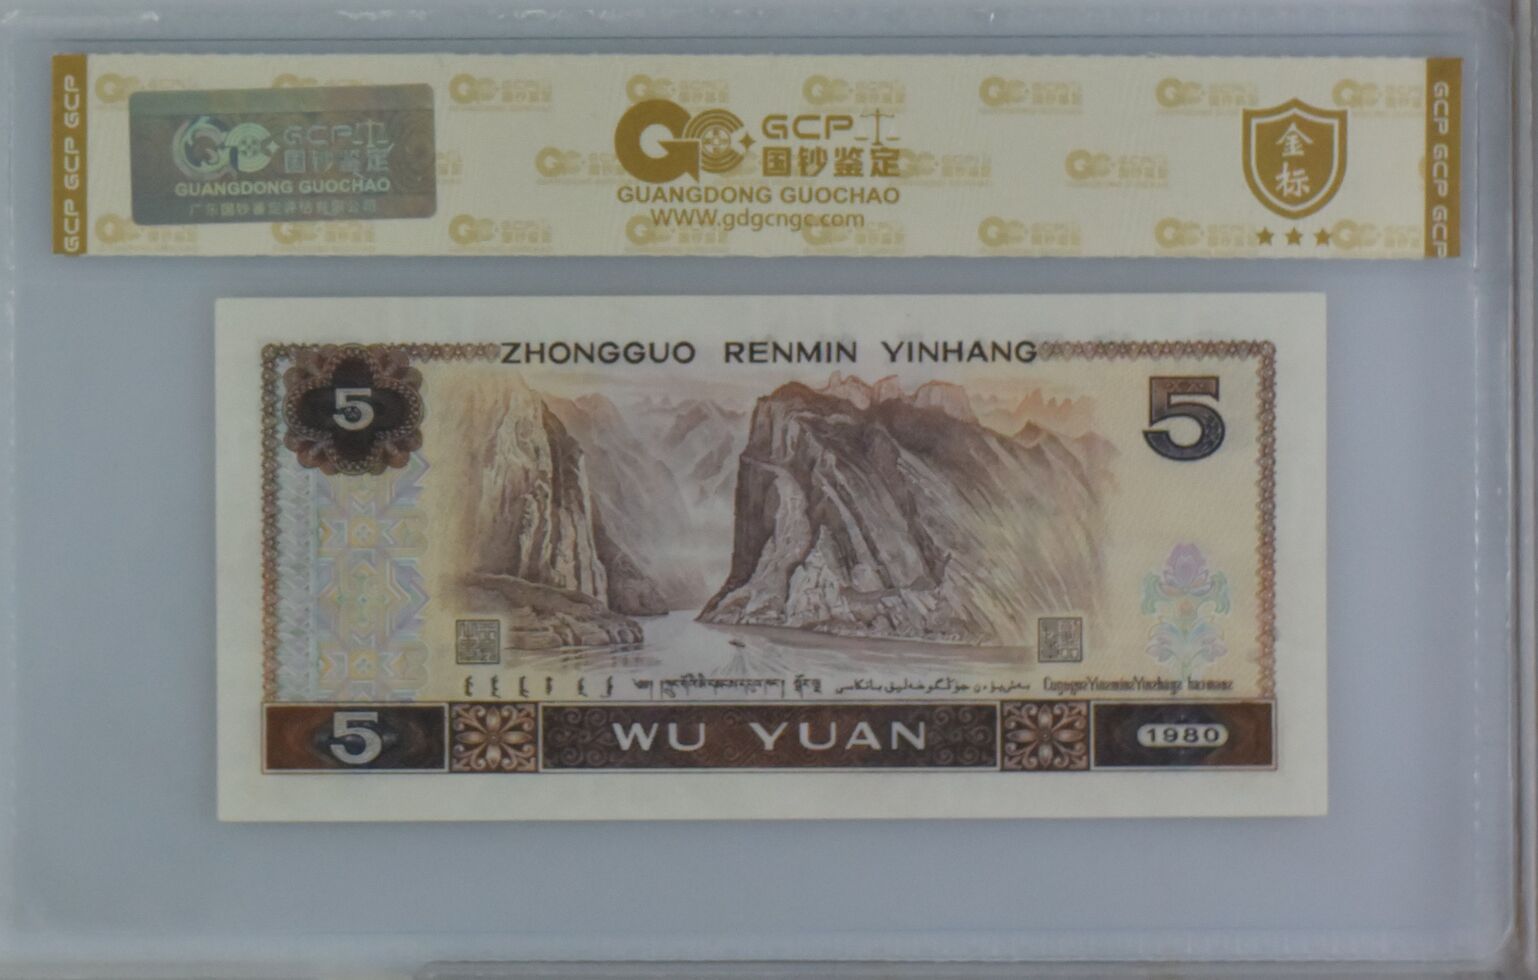 GCP GCP GCP
GCP
国钞鉴定
GUANGDONG GUOCHAO
广东国钞鉴定评估有限公司
GCP
国钞鉴定
GUANGDONG GUOCHAO
WWW.gdgcngc.com
金
标
GCP GCP GCP
ZHONGGUO RENMIN YINHANG
5
5
5
WU YUAN
1980